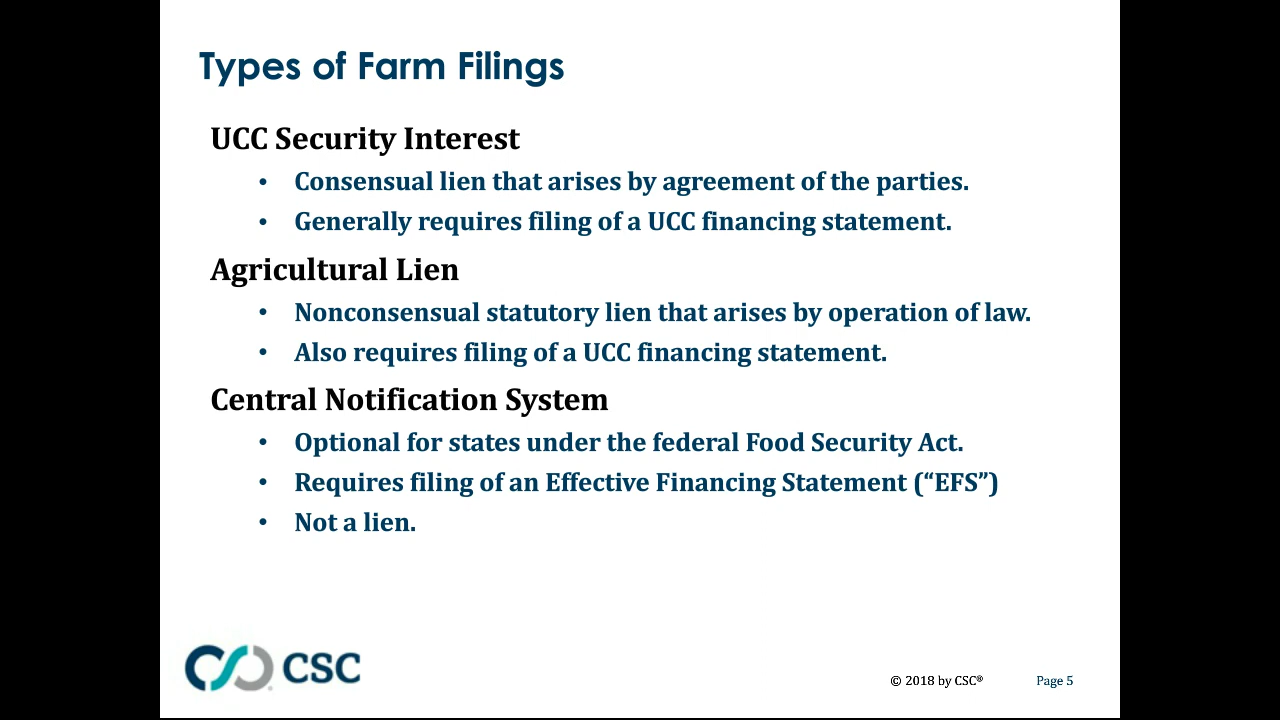 Types of Farm Filings
UCC Security Interest
• Consensual lien that arises by agreement of the parties.
• Generally requires filing of a UCC financing statement.
Agricultural Lien
• Nonconsensual statutory lien that arises by operation of law.
• Also requires filing of a UCC financing statement.
Central Notification System
• Optional for states under the federal Food Security Act.
• Requires filing of an Effective Financing Statement (“EFS”)
• Not a lien.
CSC
© 2018 by CSC® Page 5